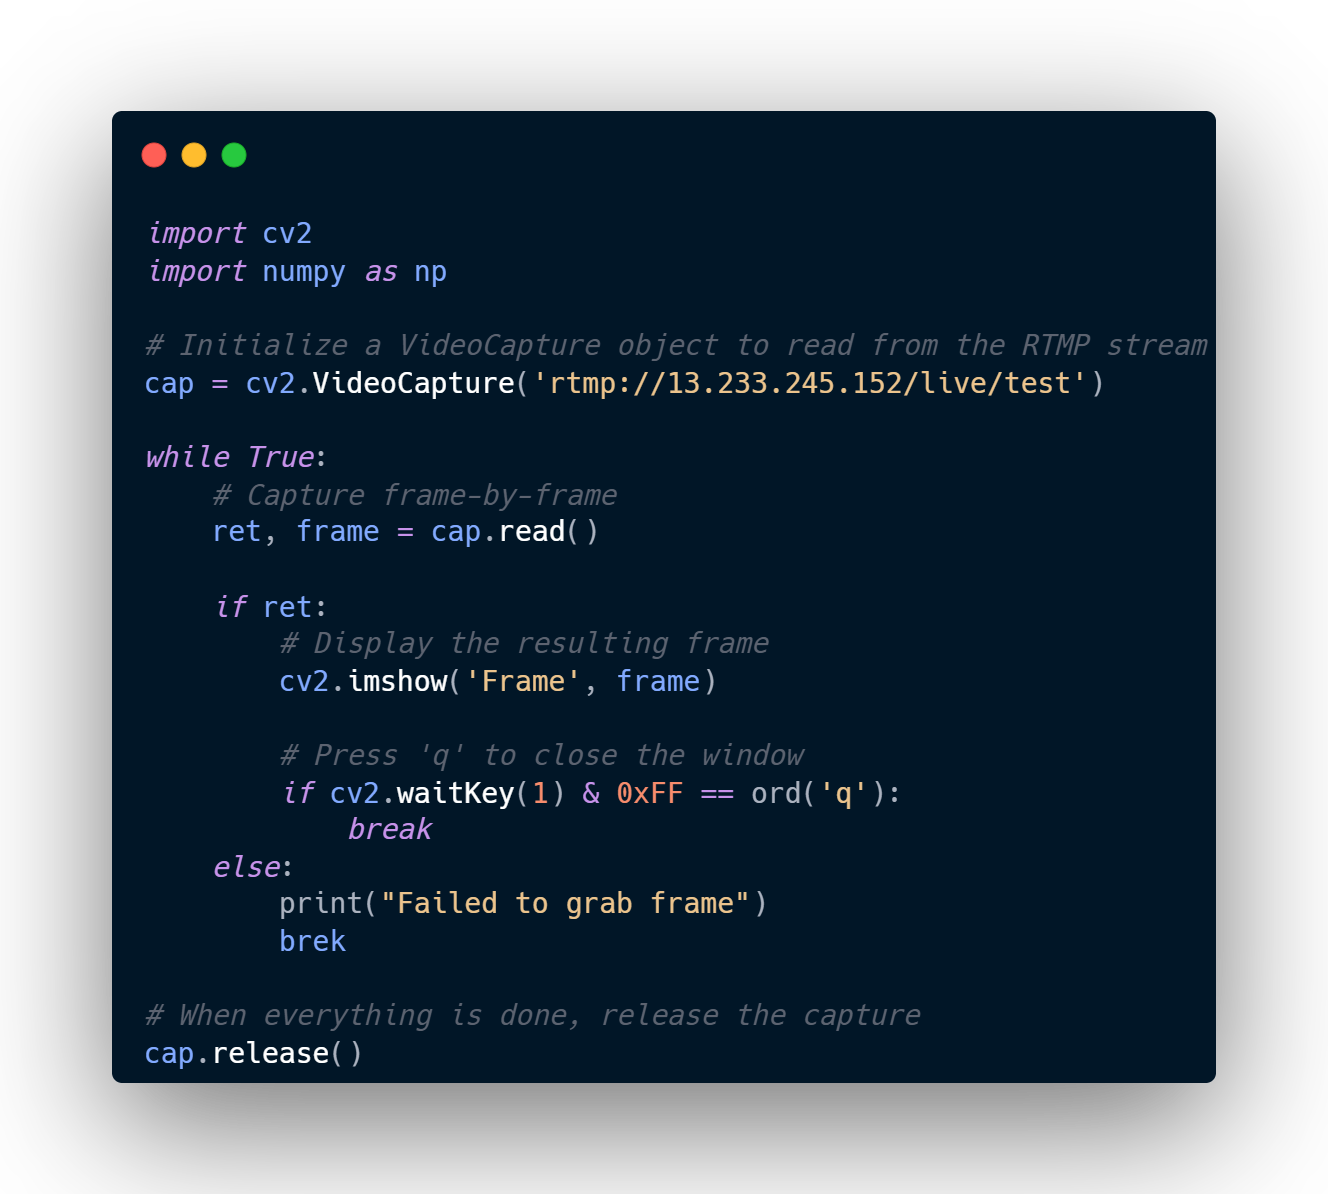 import cv2
import numpy as np
# Initialize a VideoCapture object to read from the RTMP stream
cap = cv2.VideoCapture('rtmp://13.233.245.152/live/test')
while True:
    # Capture frame-by-frame
    ret, frame = cap.read()
    if ret:
        # Display the resulting frame
        cv2.imshow('Frame', frame)
        # Press 'q' to close the window
        if cv2.waitKey(1) & 0xFF == ord('q'):
            break
    else:
        print("Failed to grab frame")
        brek
# When everything is done, release the capture
cap.release()